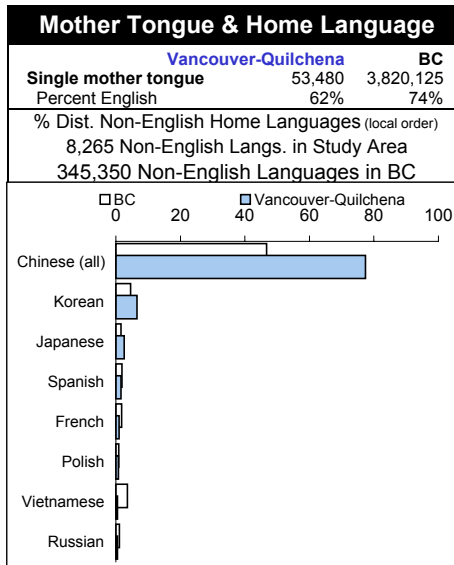 Mother Tongue & Home Language
Vancouver-Quilchena BC
Single mother tongue 53,480 3,820,125
Percent English 62% 74%
% Dist. Non-English Home Languages (local order)
8,265 Non-English Langs. in Study Area
345,350 Non-English Languages in BC
BC Vancouver-Quilchena
0 20 40 60 80 100
Chinese (all)
Korean
Japanese
Spanish
French
Polish
Vietnamese
Russian